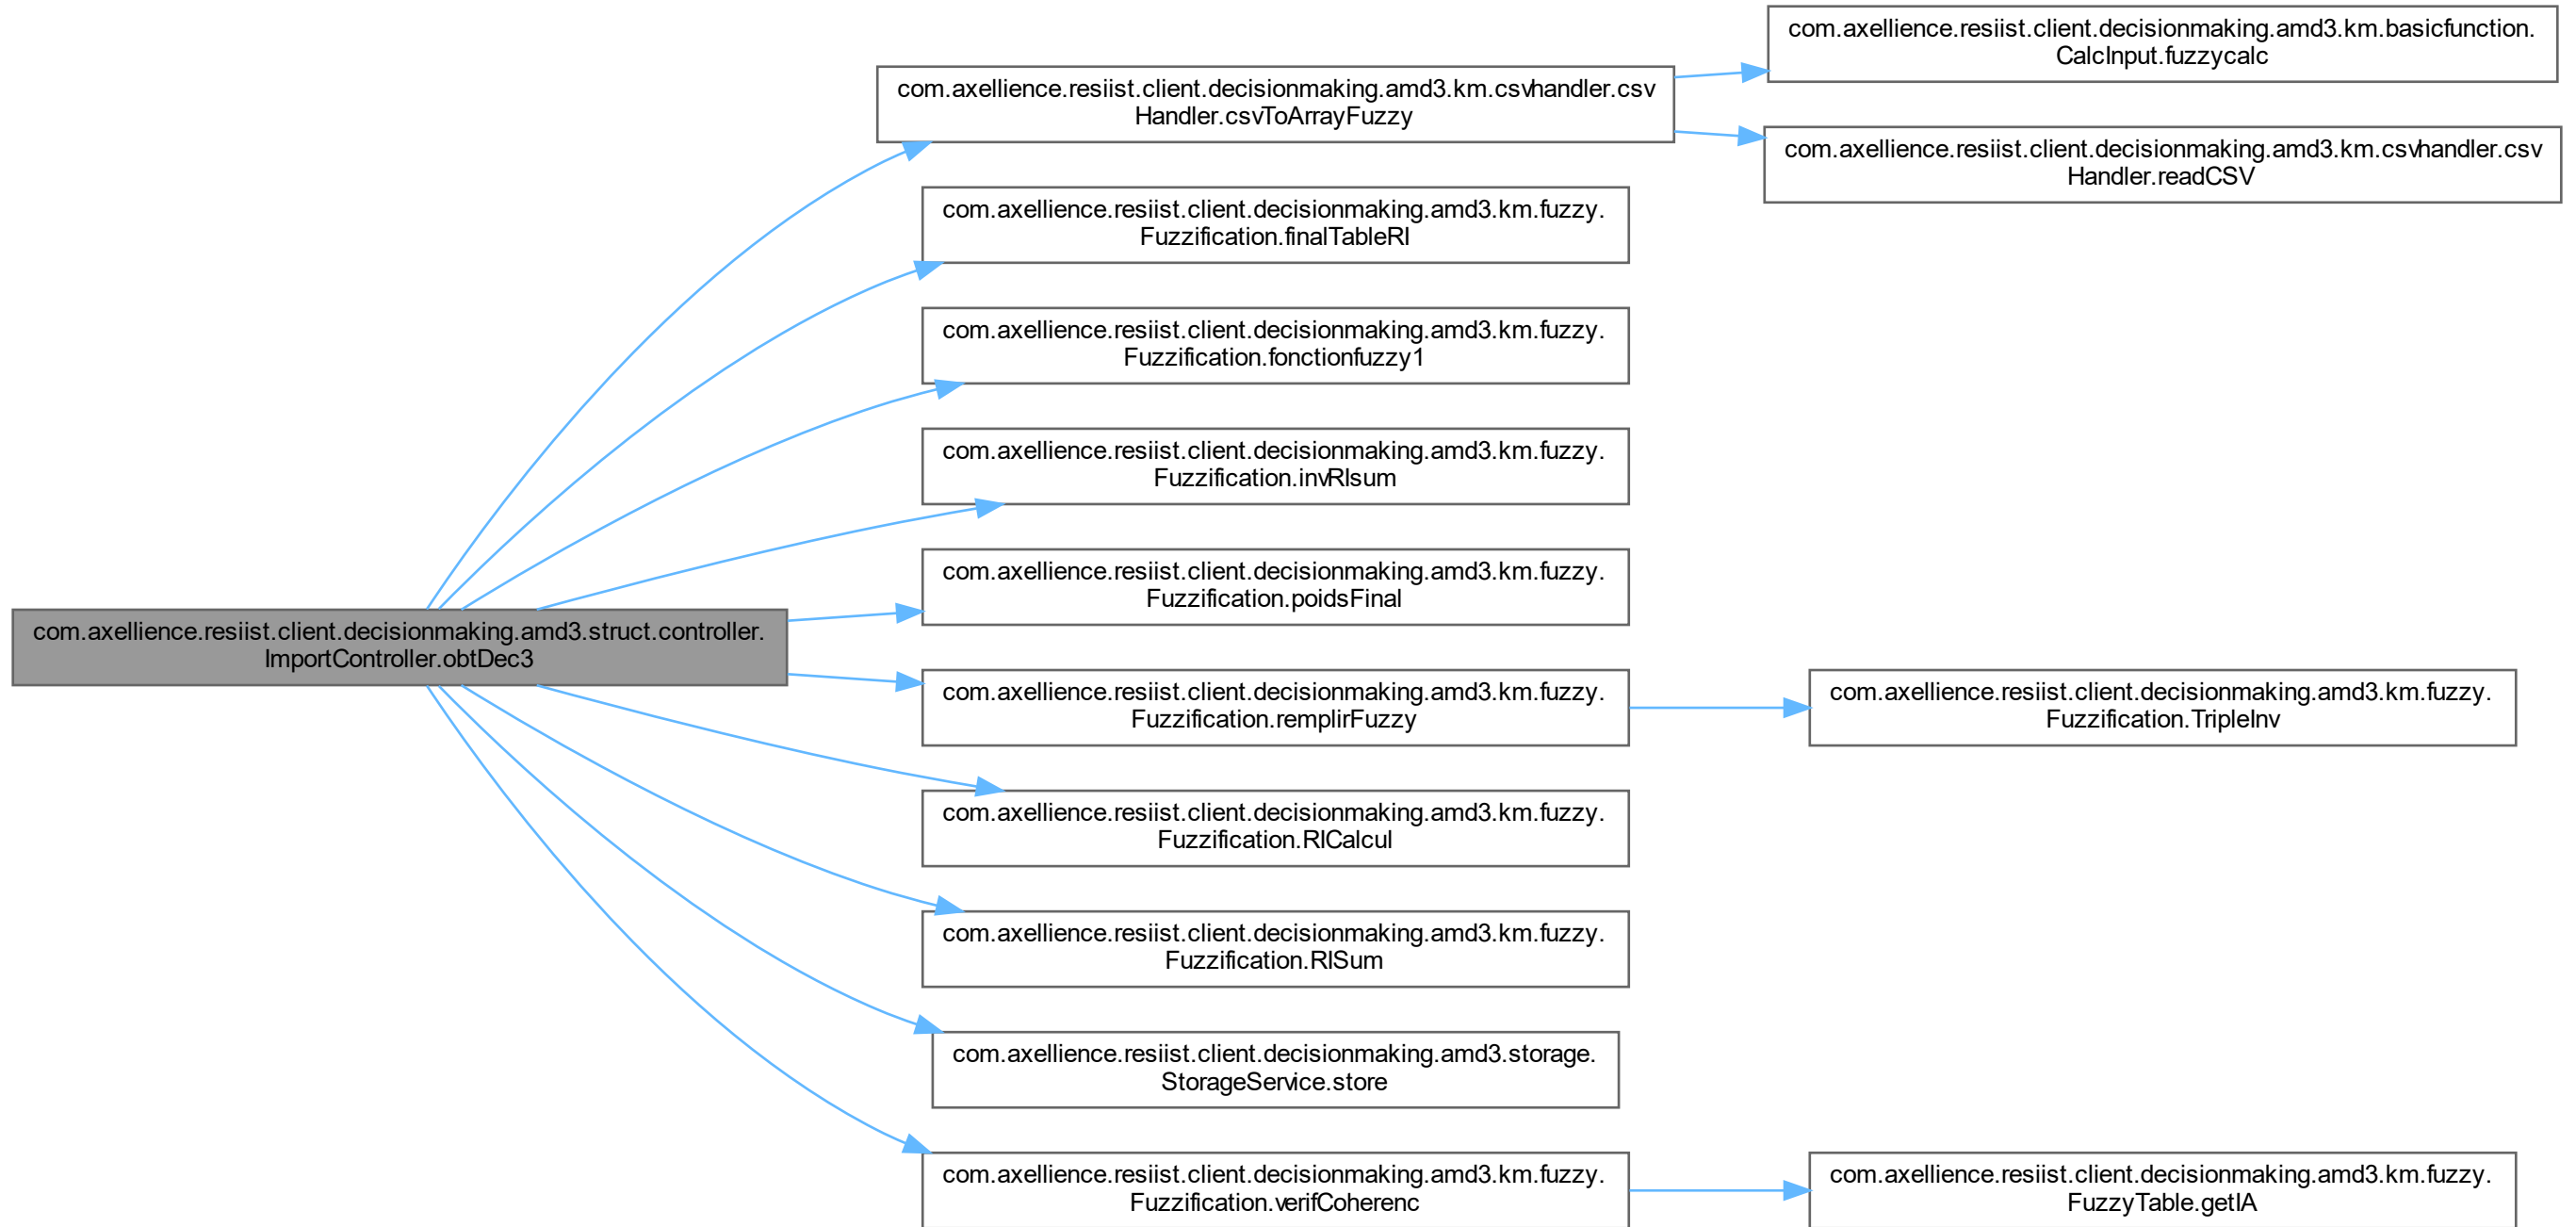 com.axellience.resiist.client.decisionmaking.amd3.struct.controller.
ImportController.obtDec3
com.axellience.resiist.client.decisionmaking.amd3.km.csvhandler.csv
Handler.csvToArrayFuzzy
com.axellience.resiist.client.decisionmaking.amd3.km.basicfunction.
CalcInput.fuzzycalc
com.axellience.resiist.client.decisionmaking.amd3.km.csvhandler.csv
Handler.readCSV
com.axellience.resiist.client.decisionmaking.amd3.km.fuzzy.
Fuzzification.finalTableRI
com.axellience.resiist.client.decisionmaking.amd3.km.fuzzy.
Fuzzification.fonctionfuzzy1
com.axellience.resiist.client.decisionmaking.amd3.km.fuzzy.
Fuzzification.invRIsum
com.axellience.resiist.client.decisionmaking.amd3.km.fuzzy.
Fuzzification.poidsFinal
com.axellience.resiist.client.decisionmaking.amd3.km.fuzzy.
Fuzzification.remplirFuzzy
com.axellience.resiist.client.decisionmaking.amd3.km.fuzzy.
Fuzzification.TripleInv
com.axellience.resiist.client.decisionmaking.amd3.km.fuzzy.
Fuzzification.RICalcul
com.axellience.resiist.client.decisionmaking.amd3.km.fuzzy.
Fuzzification.RISum
com.axellience.resiist.client.decisionmaking.amd3.storage.
StorageService.store
com.axellience.resiist.client.decisionmaking.amd3.km.fuzzy.
Fuzzification.verifCoherenc
com.axellience.resiist.client.decisionmaking.amd3.km.fuzzy.
FuzzyTable.getIA